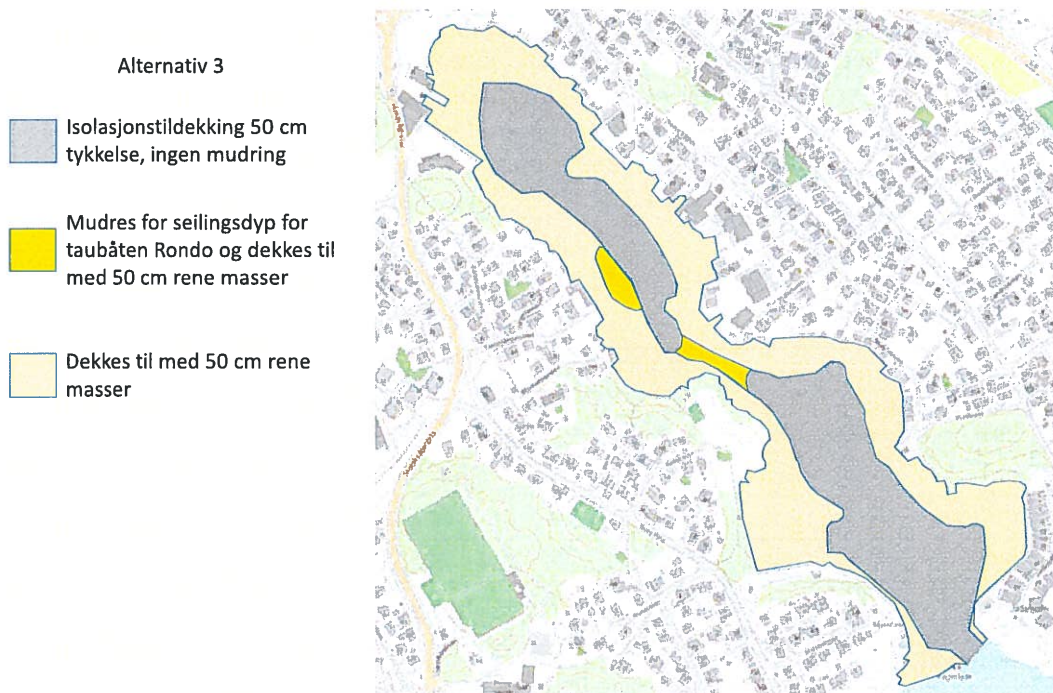 Alternativ 3
Isolasjonstildekking 50 cm
tykkelse, ingen mudring
Mudres for seilingsdyp for
taubåten Rondo og dekkes til
med 50 cm rene masser
Dekkes til med 50 cm rene
masser